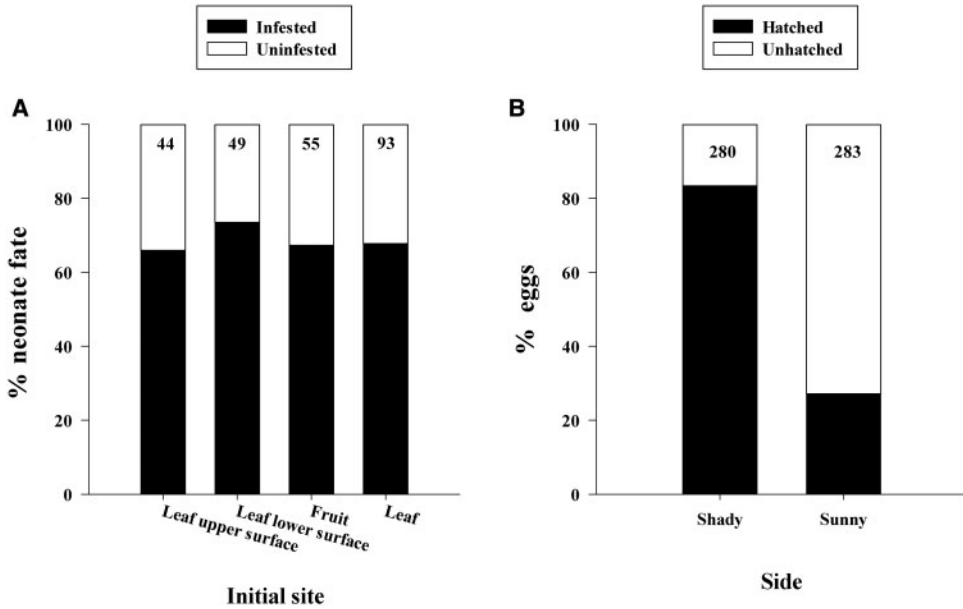 Infested
Uninfested
A
100
80
60
40
20
0
% neonate fate
44
49
55
93
Leaf upper surface
Leaf lower surface
Fruit
Leaf
Initial site
Hatched
Unhatched
B
100
80
60
40
20
0
% eggs
280
283
Shady
Sunny
Side